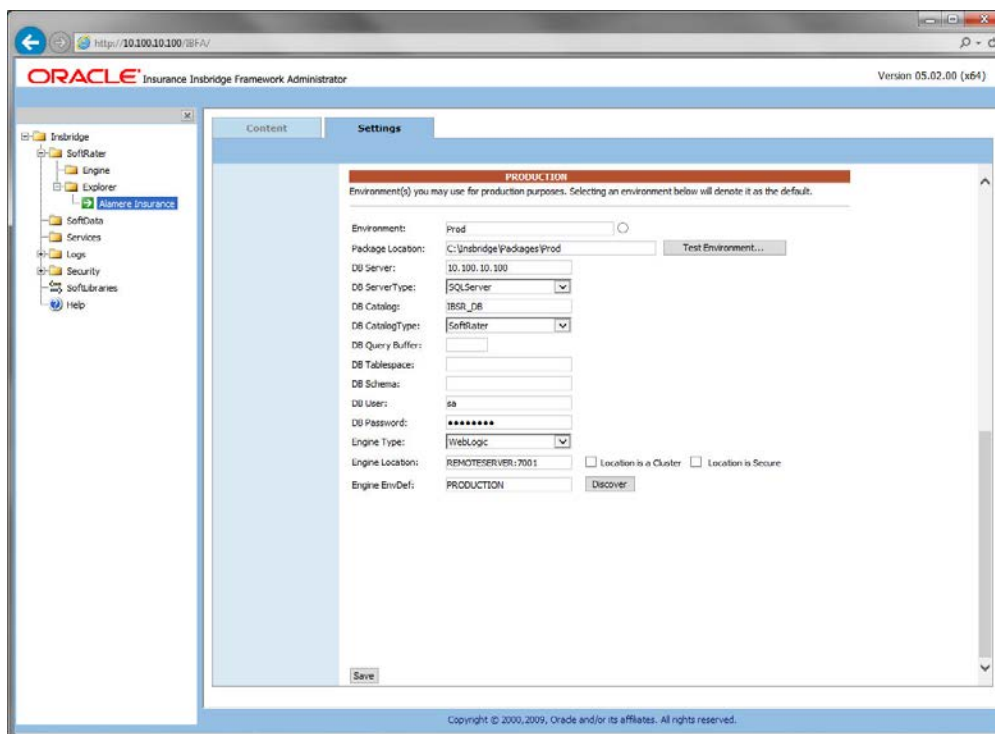 http://10.100.10.100/IBFA/
ORACLE Insurance Insbridge Framework Administrator
Version 05.02.00 (x64)
Insbridge
SoftRater
Engine
Explorer
Alamere Insurance
SoftData
Services
Logs
Security
SoftLibraries
Help
Content Settings
PRODUCTION
Environment(s) you may use for production purposes. Selecting an environment below will denote it as the default.
Environment: Prod
Package Location: C:\Insbridge\Packages\Prod Test Environment...
DB Server: 10.100.10.100
DB ServerType: SQLServer
DB Catalog: IBSR_DB
DB CatalogType: SoftRater
DB Query Buffer:
DB Tablespace:
DB Schema:
DB User: sa
DB Password: ●●●●●●●●
Engine Type: WebLogic
Engine Location: REMOTESERVER:7001 Location is a Cluster Location is Secure
Engine EnvDef: PRODUCTION Discover
Save
Copyright © 2000,2009, Oracle and/or its affiliates. All rights reserved.